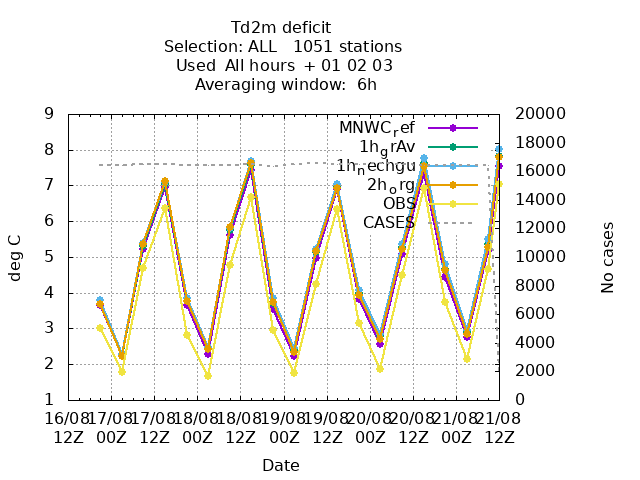 Td2m deficit
Selection: ALL   1051 stations
Used  All hours  + 01 02 03
Averaging window:  6h
9
8
7
6
5
4
3
2
1
20000
18000
16000
14000
12000
10000
8000
6000
4000
2000
0
MNWC_ref
1h_grAv
1h_nechgu
2h_org
OBS
CASES
deg C
No cases
16/08 12Z
17/08 00Z
17/08 12Z
18/08 00Z
18/08 12Z
19/08 00Z
19/08 12Z
20/08 00Z
20/08 12Z
21/08 00Z
21/08 12Z
Date